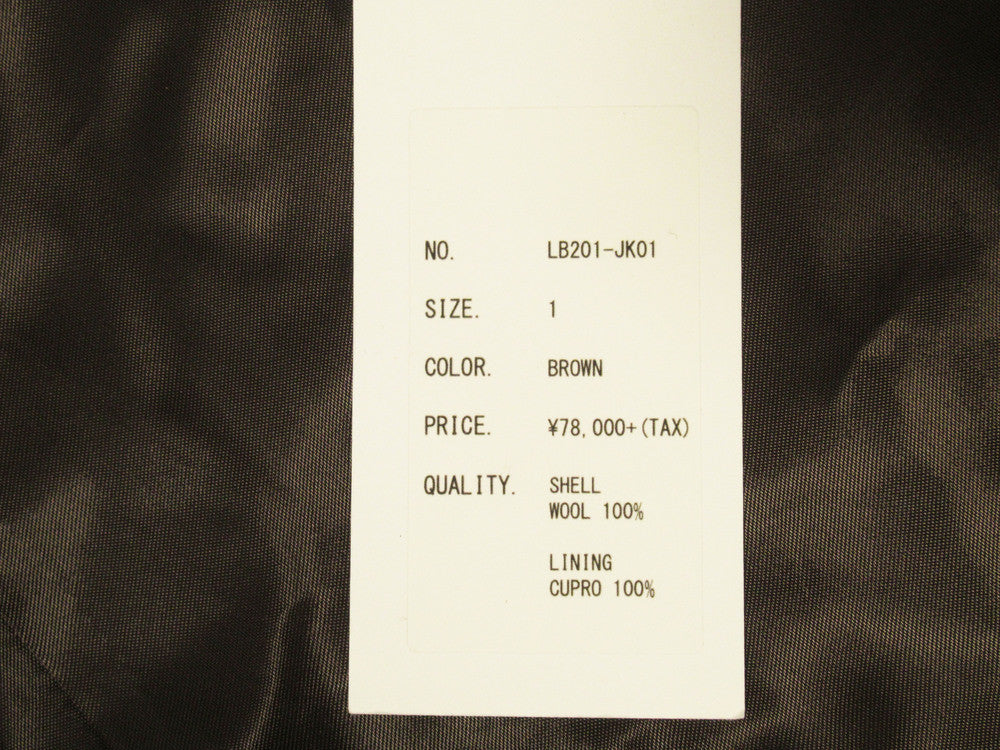 NO. LB201-JK01
SIZE. 1
COLOR. BROWN
PRICE. ¥78,000+(TAX)
QUALITY. SHELL
WOOL 100%
LINING
CUPRO 100%